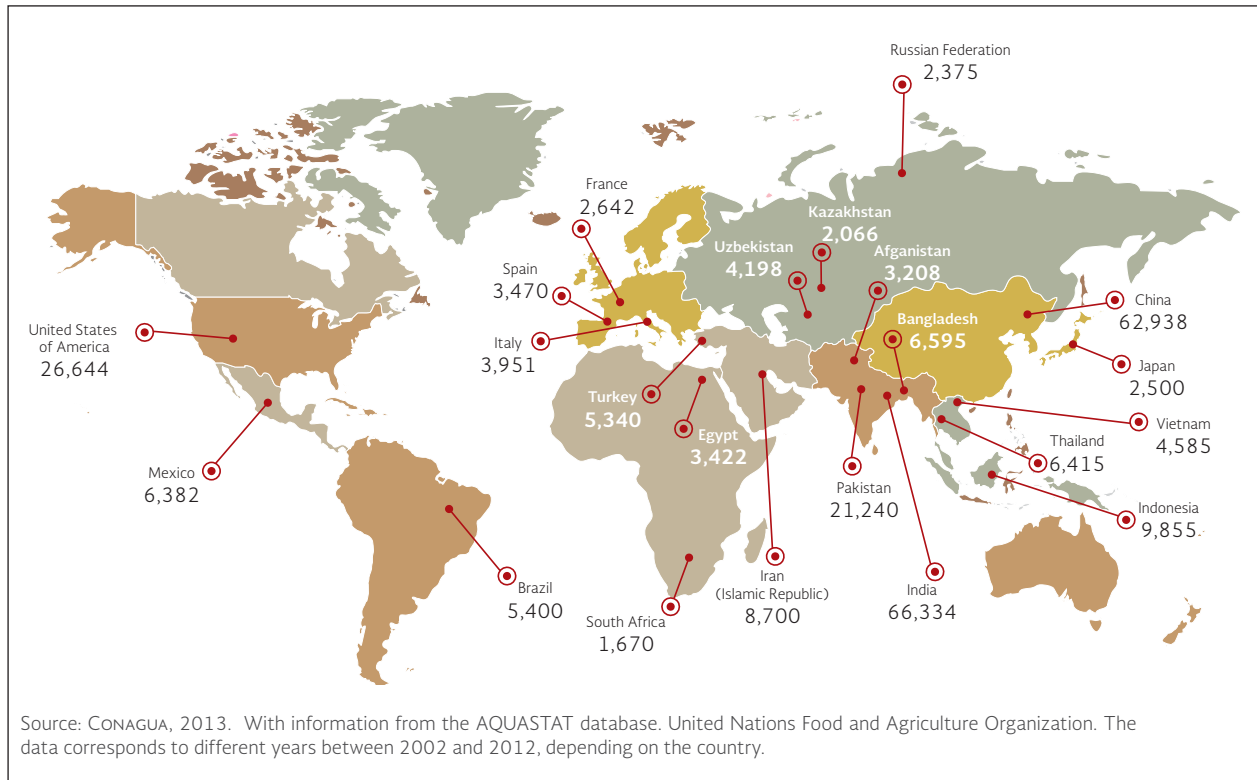 Russian Federation
2,375
France
2,642
Kazakhstan
2,066
Uzbekistan
4,198
Afganistan
3,208
Spain
3,470
China
62,938
United States
of America
26,644
Bangladesh
6,595
Italy
3,951
Japan
2,500
Turkey
5,340
Vietnam
4,585
Egypt
3,422
Thailand
6,415
Mexico
6,382
Pakistan
21,240
Indonesia
9,855.
Brazil
5,400
Iran
(Islamic Republic)
8,700
India
66,334
South Africa
1,670
Source: CONAGUA, 2013. With information from the AQUASTAT database. United Nations Food and Agriculture Organization. The
data corresponds to different years between 2002 and 2012, depending on the country.